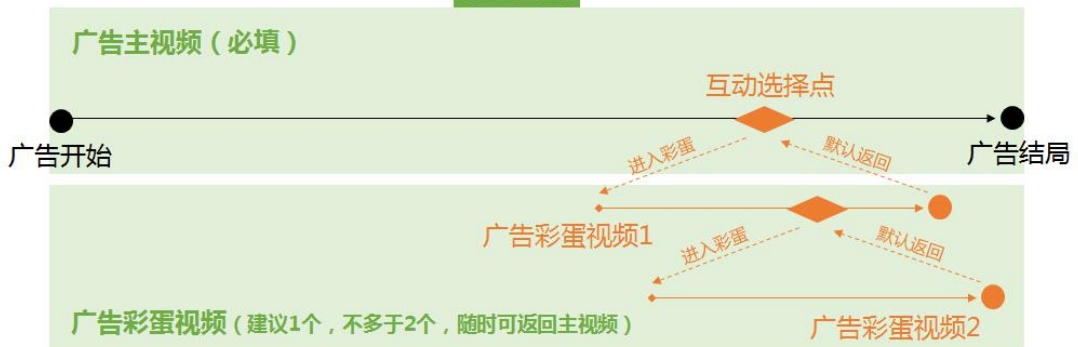 广告主视频（必填）
互动选择点
广告开始
广告结局
进入彩蛋
默认返回
广告彩蛋视频1
进入彩蛋
默认返回
广告彩蛋视频（建议1个，不多于2个，随时可返回主视频）
广告彩蛋视频2